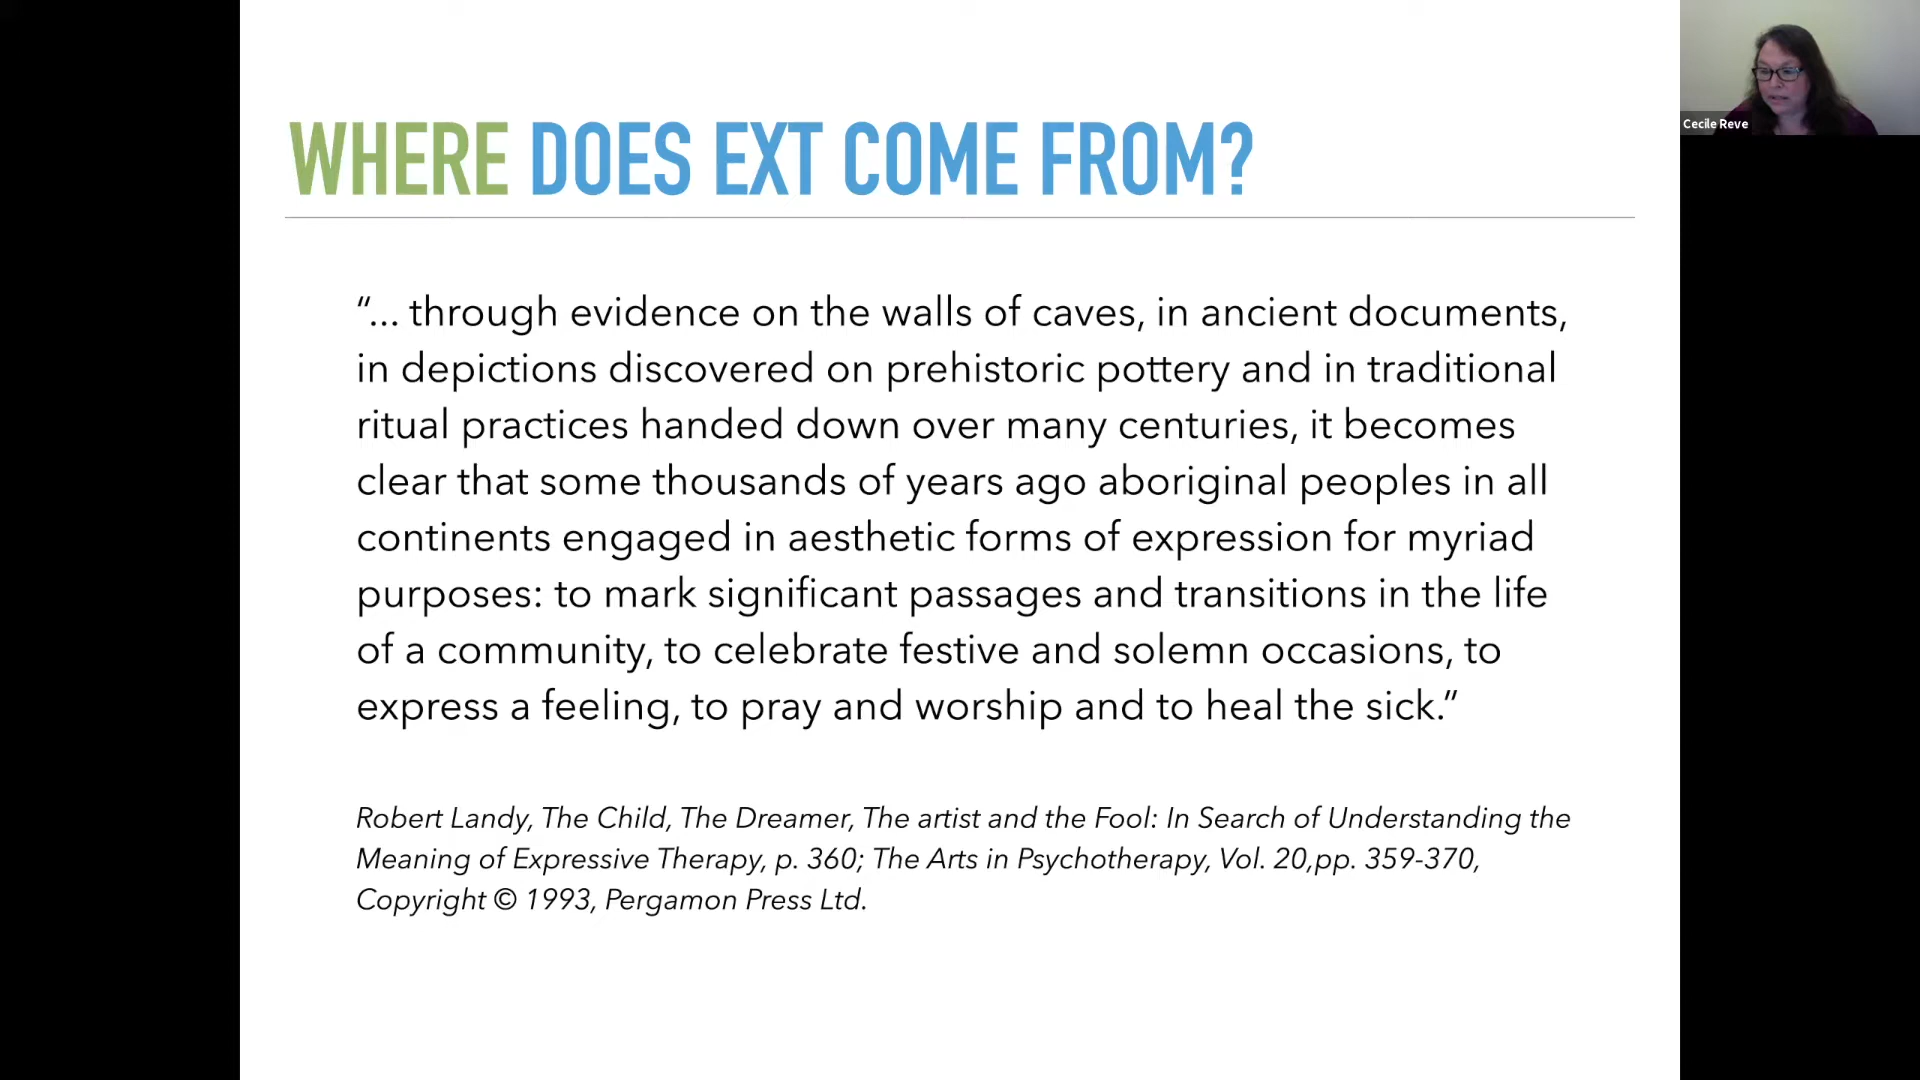 WHERE DOES EXT COME FROM?
“... through evidence on the walls of caves, in ancient documents,
in depictions discovered on prehistoric pottery and in traditional
ritual practices handed down over many centuries, it becomes
clear that some thousands of years ago aboriginal peoples in all
continents engaged in aesthetic forms of expression for myriad
purposes: to mark significant passages and transitions in the life
of a community, to celebrate festive and solemn occasions, to
express a feeling, to pray and worship and to heal the sick.”
Robert Landy, The Child, The Dreamer, The artist and the Fool: In Search of Understanding the
Meaning of Expressive Therapy, p. 360; The Arts in Psychotherapy, Vol. 20,pp. 359-370,
Copyright © 1993, Pergamon Press Ltd.
Cecile Reve